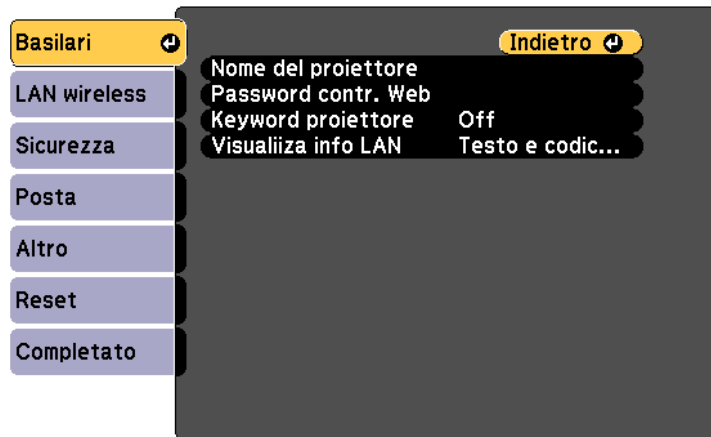 Basilari
LAN wireless
Sicurezza
Posta
Altro
Reset
Completato
Indietro
Nome del proiettore
Password contr. Web
Keyword proiettore Off
Visualiiza info LAN Testo e codic...